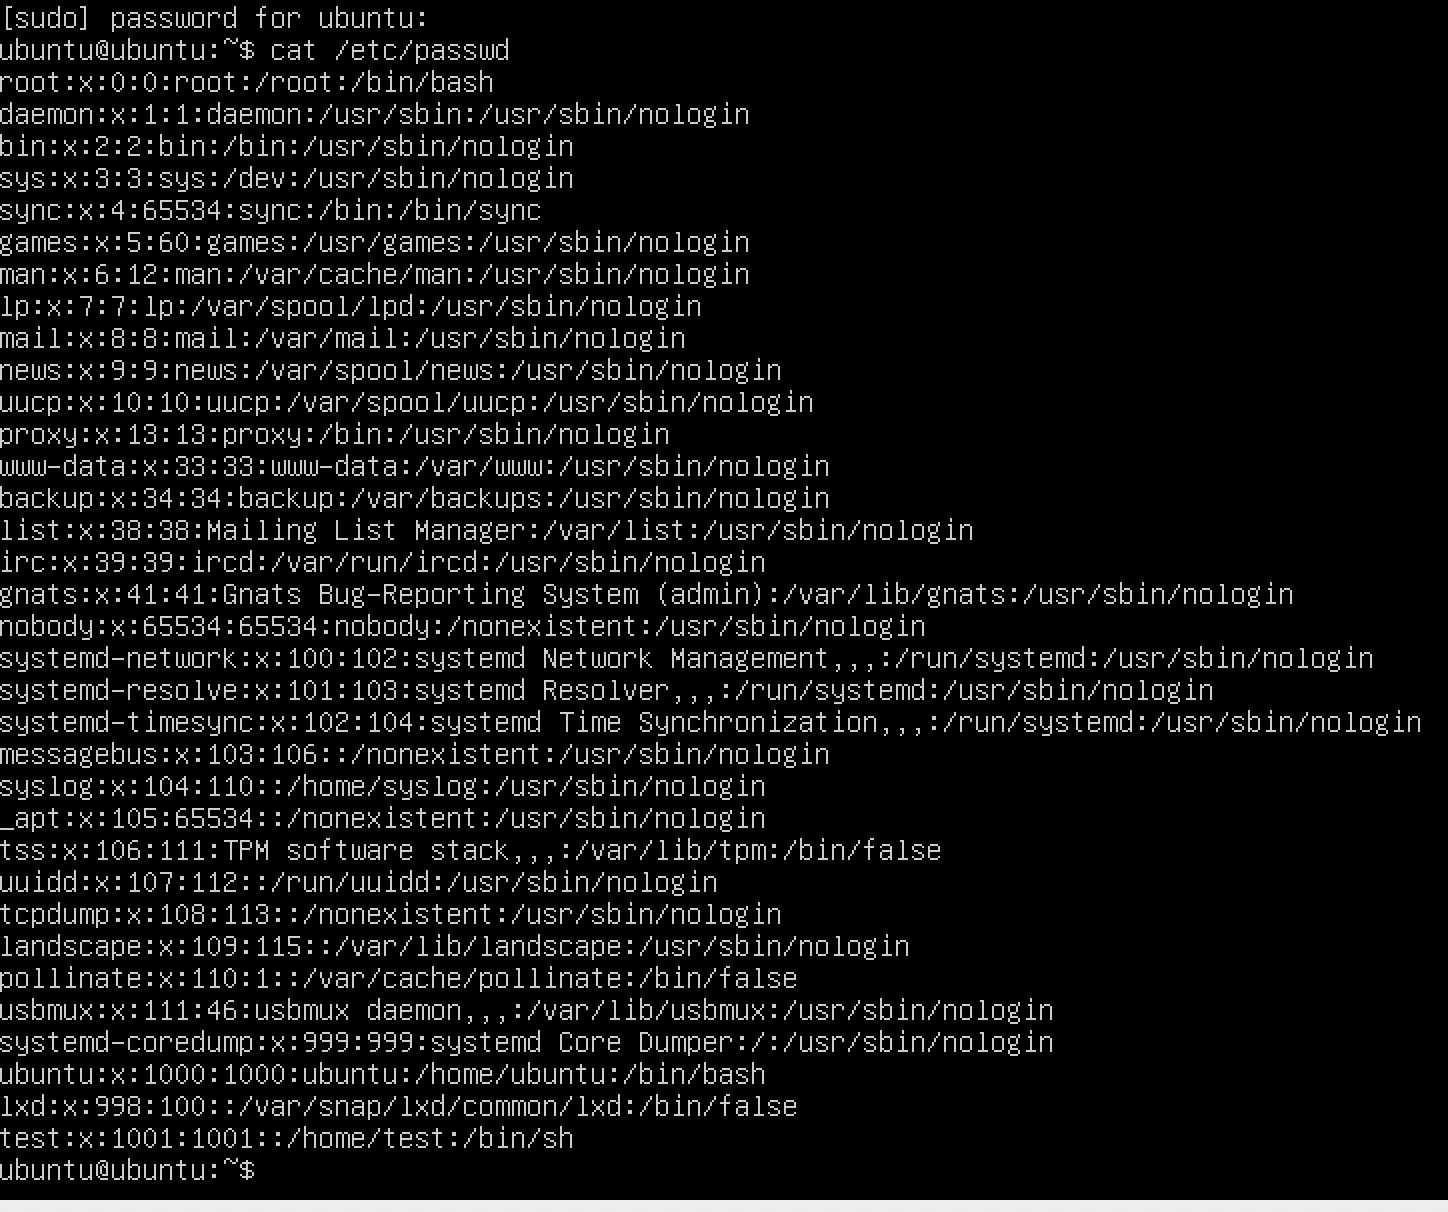 [sudo] password for ubuntu:
ubuntu@ubuntu:~$ cat /etc/passwd
root:x:0:0:root:/root:/bin/bash
daemon:x:1:1:daemon:/usr/sbin:/usr/sbin/nologin
bin:x:2:2:bin:/bin:/usr/sbin/nologin
sys:x:3:3:sys:/dev:/usr/sbin/nologin
sync:x:4:65534:sync:/bin:/bin/sync
games:x:5:60:games:/usr/games:/usr/sbin/nologin
man:x:6:12:man:/var/cache/man:/usr/sbin/nologin
lp:x:7:7:lp:/var/spool/lpd:/usr/sbin/nologin
mail:x:8:8:mail:/var/mail:/usr/sbin/nologin
news:x:9:9:news:/var/spool/news:/usr/sbin/nologin
uucp:x:10:10:uucp:/var/spool/uucp:/usr/sbin/nologin
proxy:x:13:13:proxy:/bin:/usr/sbin/nologin
www-data:x:33:33:www-data:/var/www:/usr/sbin/nologin
backup:x:34:34:backup:/var/backups:/usr/sbin/nologin
list:x:38:38:Mailing List Manager:/var/list:/usr/sbin/nologin
irc:x:39:39:ircd:/var/run/ircd:/usr/sbin/nologin
gnats:x:41:41:Gnats Bug-Reporting System (admin):/var/lib/gnats:/usr/sbin/nologin
nobody:x:65534:65534:nobody:/nonexistent:/usr/sbin/nologin
systemd-network:x:100:102:systemd Network Management,,,:/run/systemd:/usr/sbin/nologin
systemd-resolve:x:101:103:systemd Resolver,,,:/run/systemd:/usr/sbin/nologin
systemd-timesync:x:102:104:systemd Time Synchronization,,,:/run/systemd:/usr/sbin/nologin
messagebus:x:103:106::/nonexistent:/usr/sbin/nologin
syslog:x:104:110::/home/syslog:/usr/sbin/nologin
_apt:x:105:65534::/nonexistent:/usr/sbin/nologin
tss:x:106:111:TPM software stack,,,:/var/lib/tpm:/bin/false
uuidd:x:107:112::/run/uuidd:/usr/sbin/nologin
tcpdump:x:108:113::/nonexistent:/usr/sbin/nologin
landscape:x:109:115::/var/lib/landscape:/usr/sbin/nologin
pollinate:x:110:1::/var/cache/pollinate:/bin/false
usbmux:x:111:46:usbmux daemon,,,:/var/lib/usbmux:/usr/sbin/nologin
systemd-coredump:x:999:999:systemd Core Dumper:/:/usr/sbin/nologin
ubuntu:x:1000:1000:ubuntu:/home/ubuntu:/bin/bash
lxd:x:998:100::/var/snap/lxd/common/lxd:/bin/false
test:x:1001:1001::/home/test:/bin/sh
ubuntu@ubuntu:~$